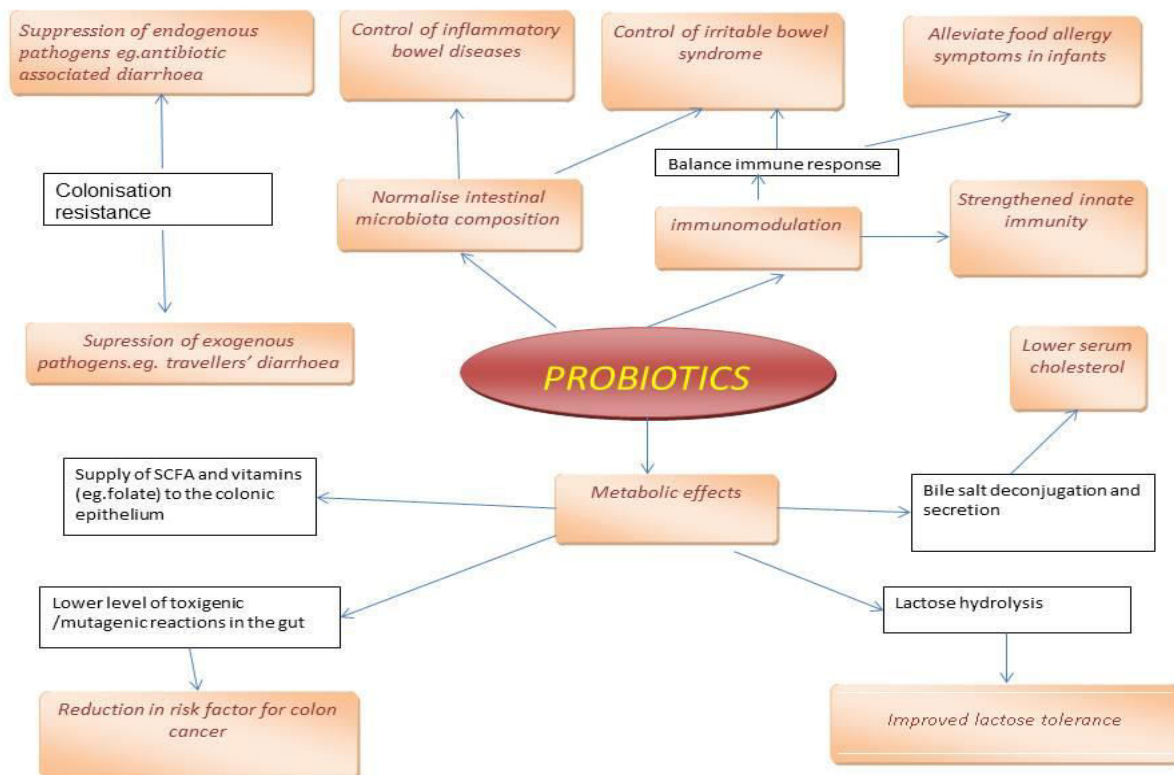 Suppression of endogenous
pathogens eg.antibiotic
associated diarrhoea
Control of inflammatory
bowel diseases
Control of irritable bowel
syndrome
Alleviate food allergy
symptoms in infants
Balance immune response
Colonisation
resistance
Normalise intestinal
microbiota composition
immunomodulation
Strengthened innate
immunity
Supression of exogenous
pathogens.eg. travellers’ diarrhoea
PROBIOTICS
Lower serum
cholesterol
Supply of SCFA and vitamins
(eg.folate) to the colonic
epithelium
Metabolic effects
Bile salt deconjugation and
secretion
Lower level of toxigenic
/mutagenic reactions in the gut
Lactose hydrolysis
Reduction in risk factor for colon
cancer
Improved lactose tolerance